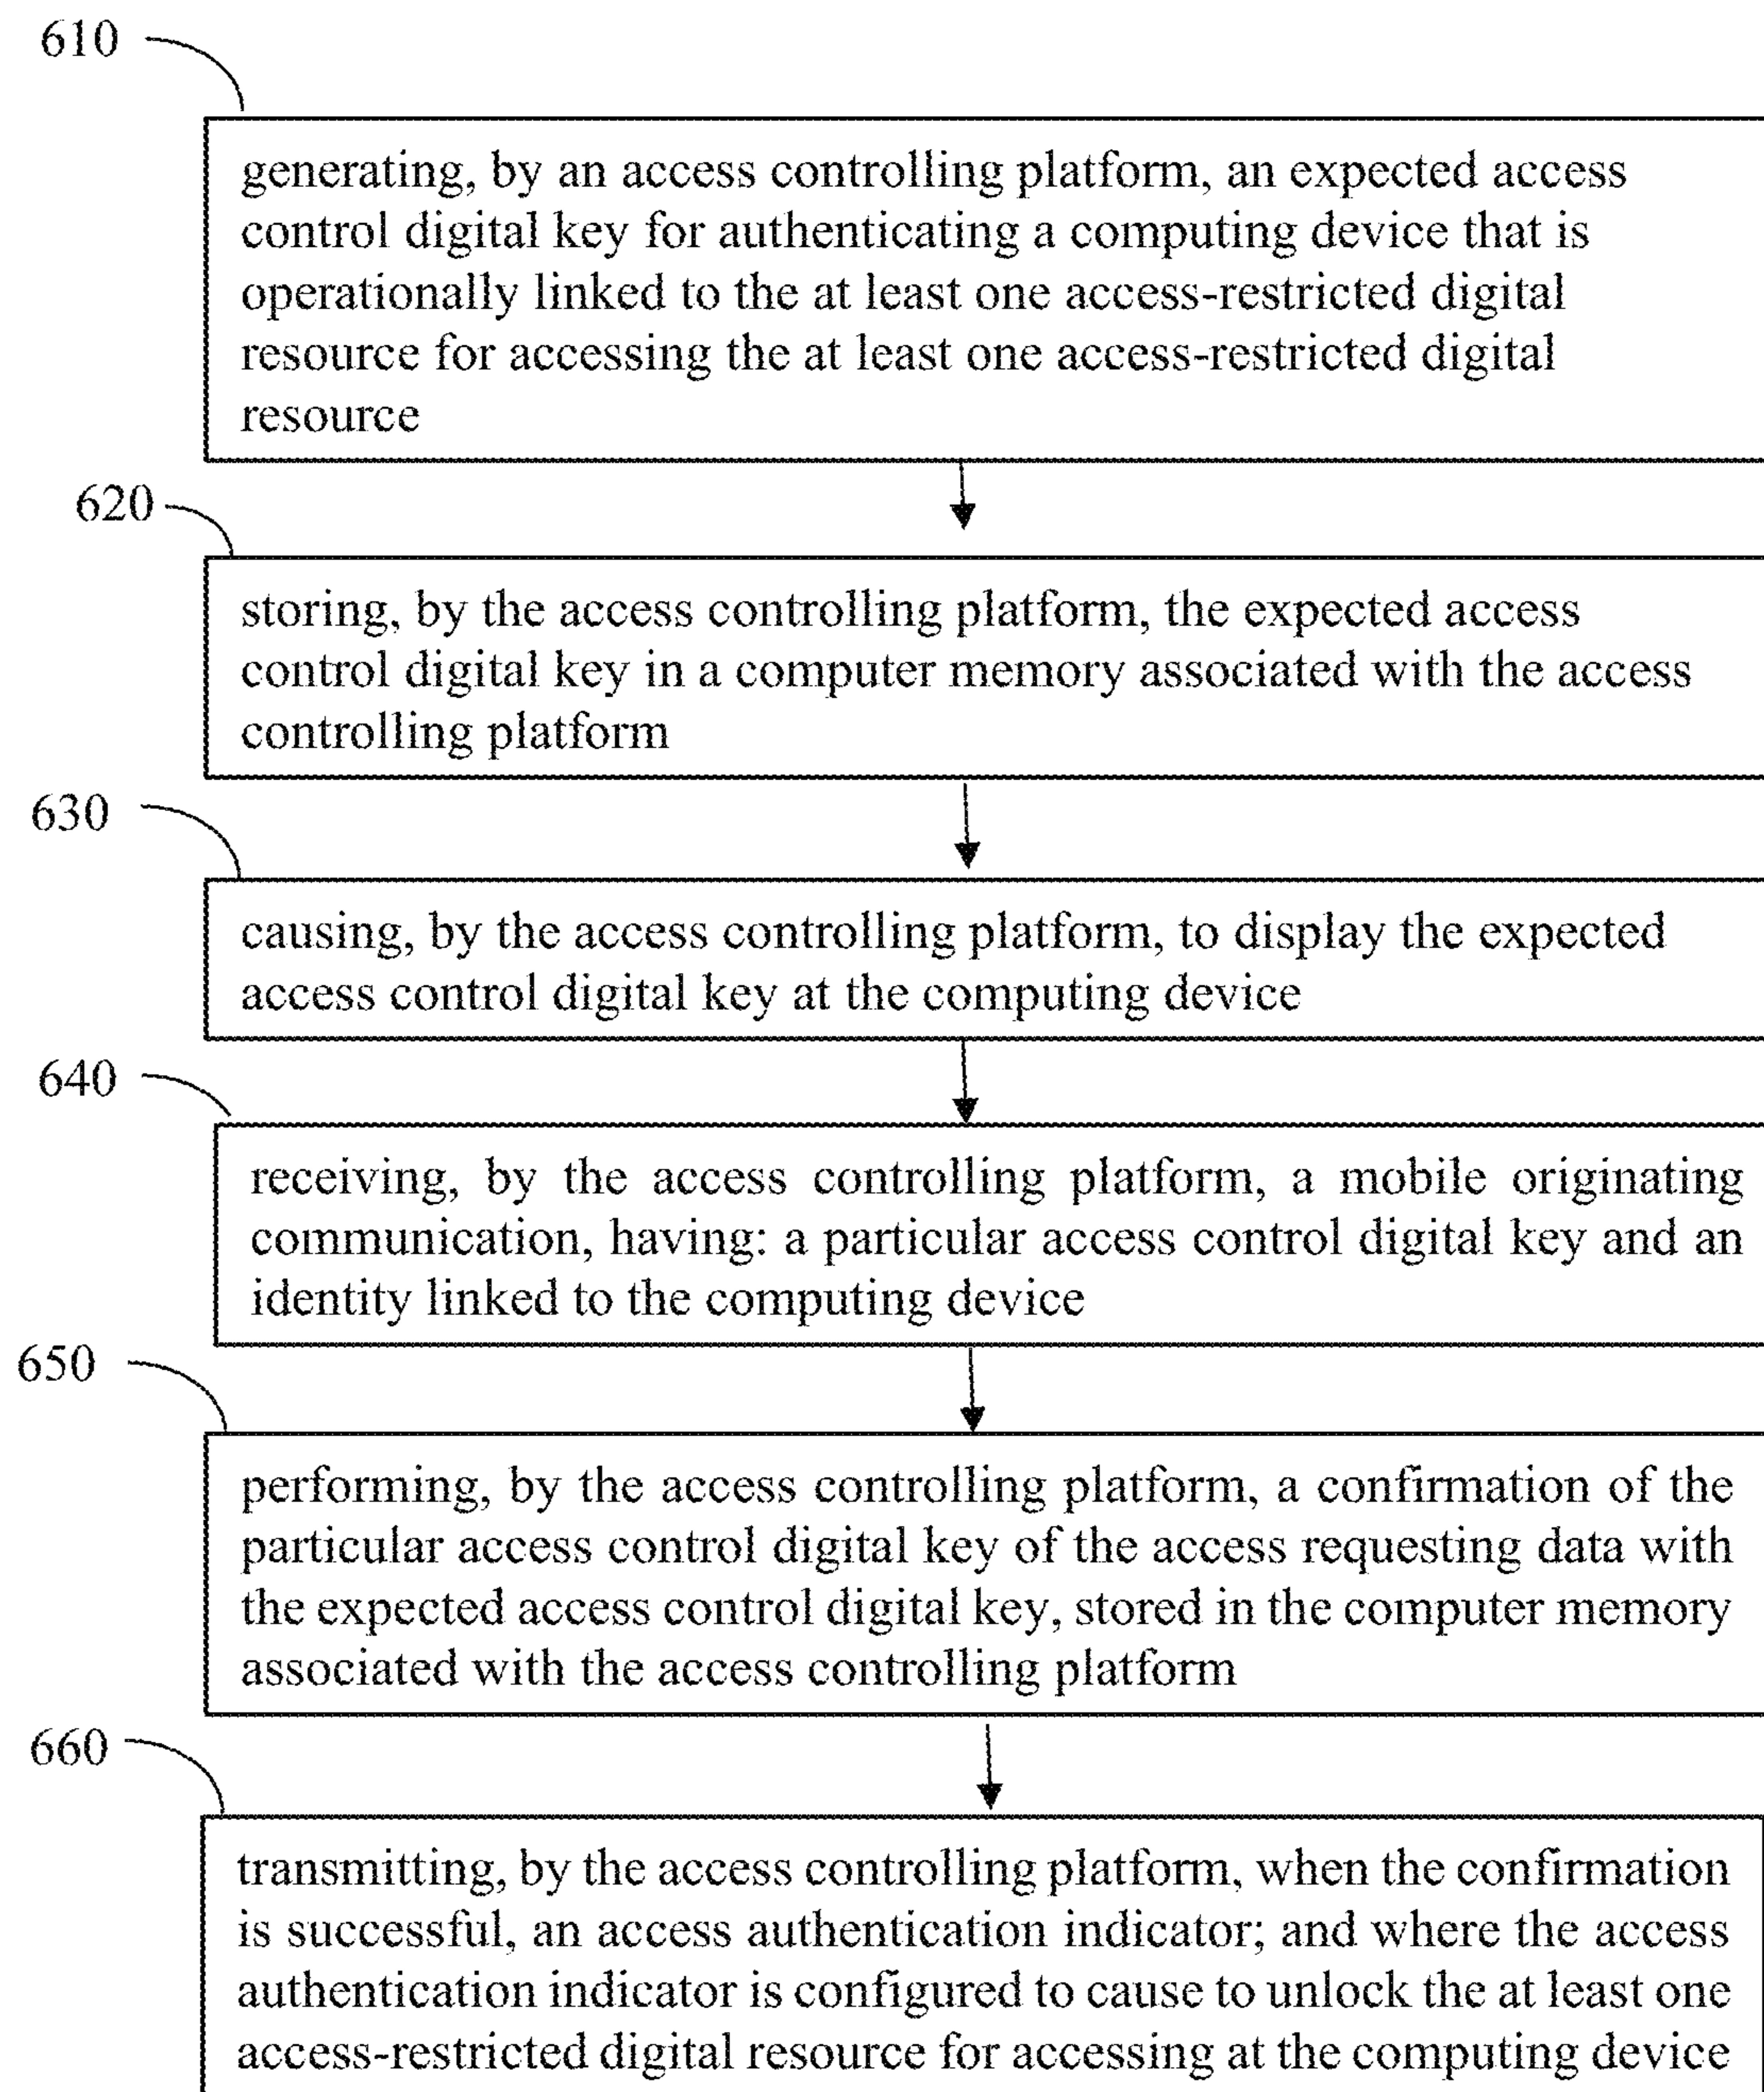 610
generating, by an access controlling platform, an expected access
control digital key for authenticating a computing device that is
operationally linked to the at least one access-restricted digital
resource for accessing the at least one access-restricted digital
resource
620
storing, by the access controlling platform, the expected access
control digital key in a computer memory associated with the access
controlling platform
630
causing, by the access controlling platform, to display the expected
access control digital key at the computing device
640
receiving, by the access controlling platform, a mobile originating
communication, having: a particular access control digital key and an
identity linked to the computing device
650
performing, by the access controlling platform, a confirmation of the
particular access control digital key of the access requesting data with
the expected access control digital key, stored in the computer memory
associated with the access controlling platform
660
transmitting, by the access controlling platform, when the confirmation
is successful, an access authentication indicator; and where the access
authentication indicator is configured to cause to unlock the at least one
access-restricted digital resource for accessing at the computing device